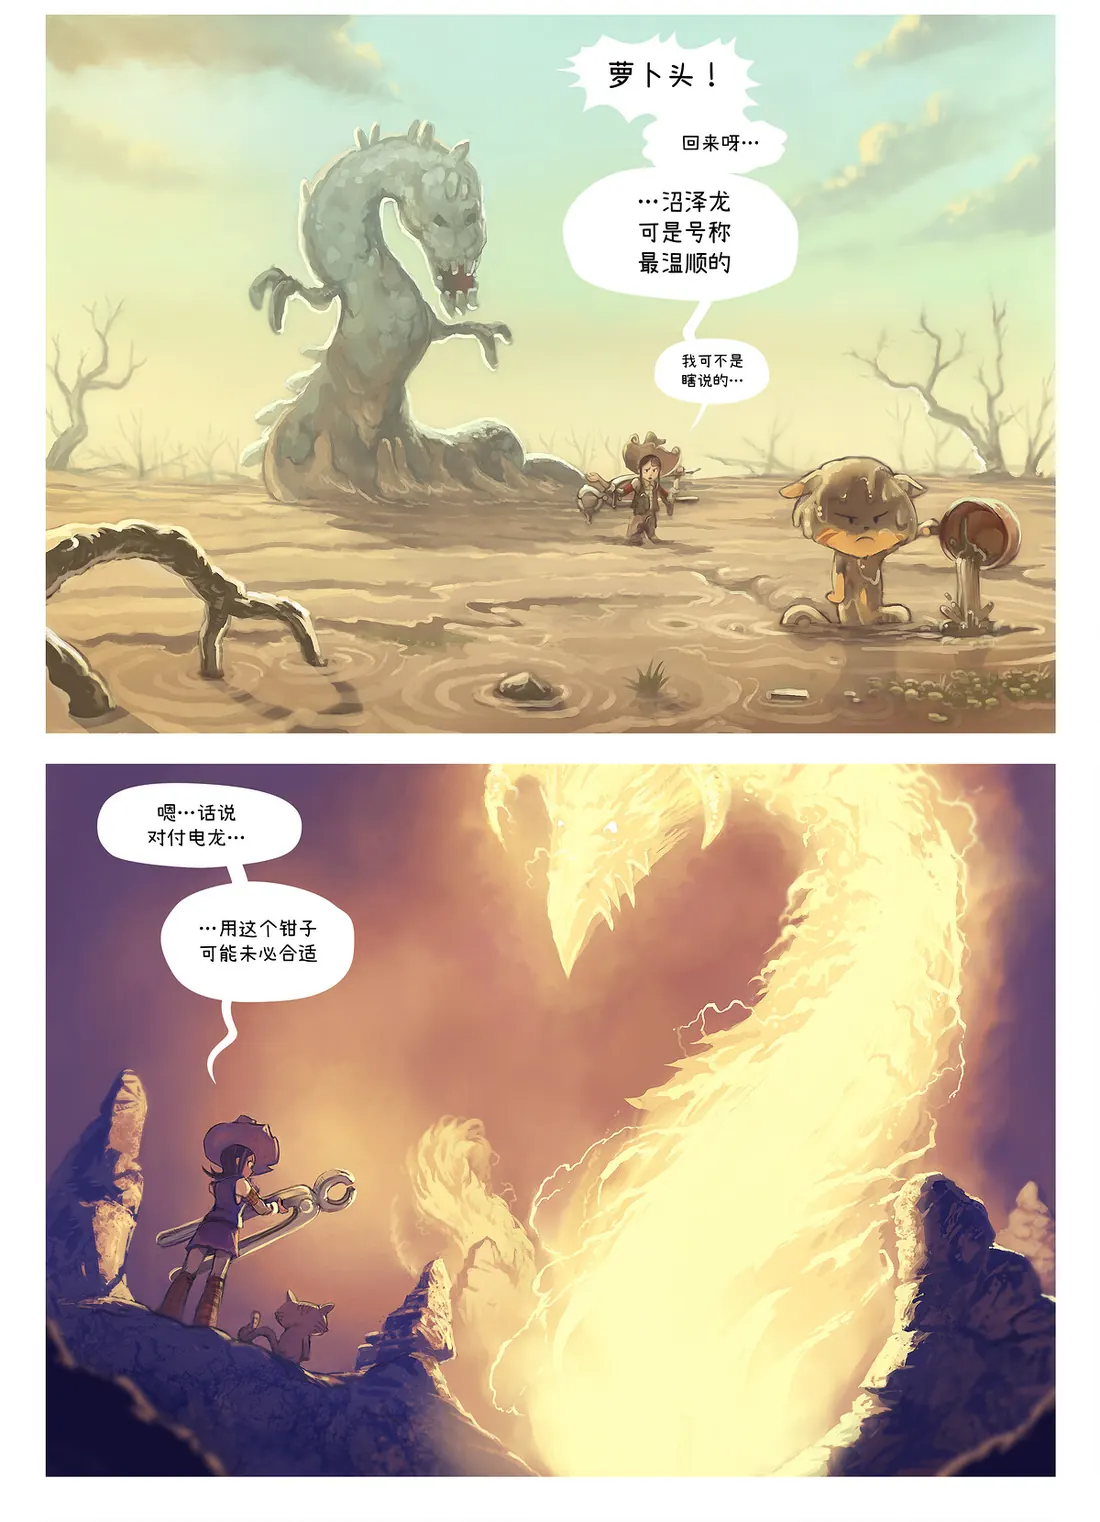 萝卜头！
回来呀…
…沼泽龙
可是号称
最温顺的
我可不是
瞎说的…
嗯…话说
对付电龙…
…用这个钳子
可能未必合适